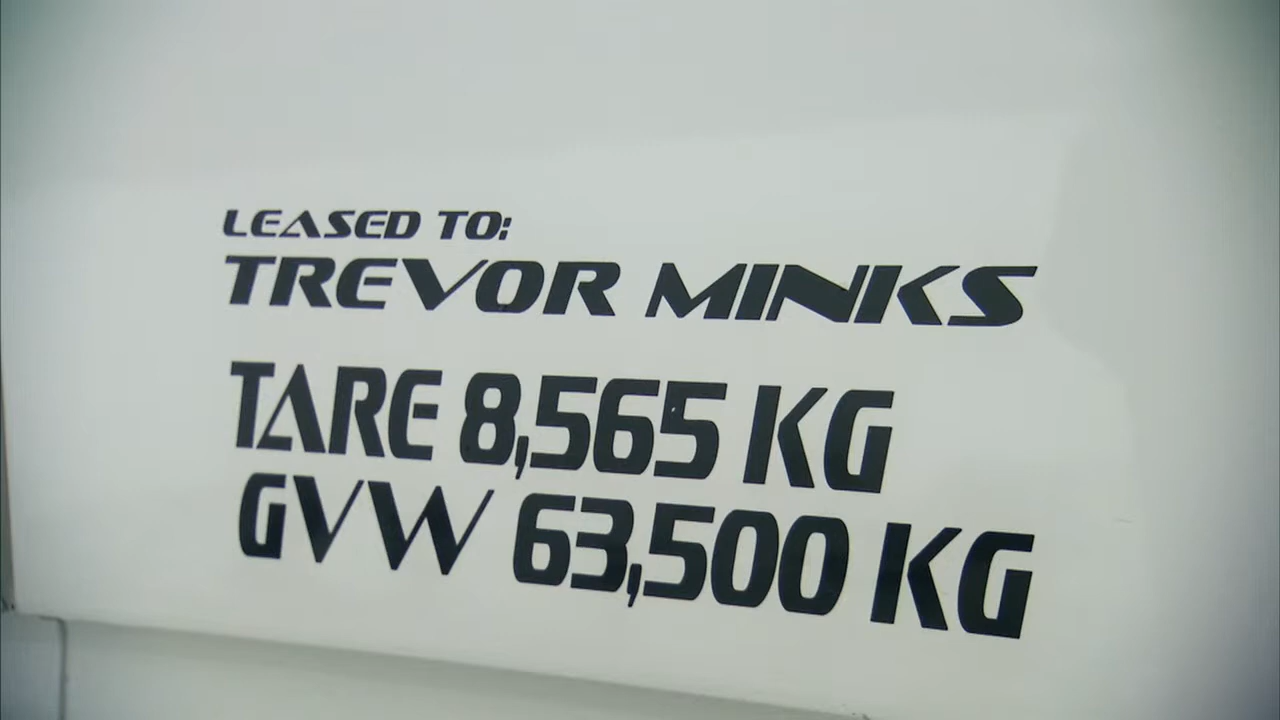 LEASED TO:
TREVOR MINKS
TARE 8,565 KG
GVW 63,500 KG